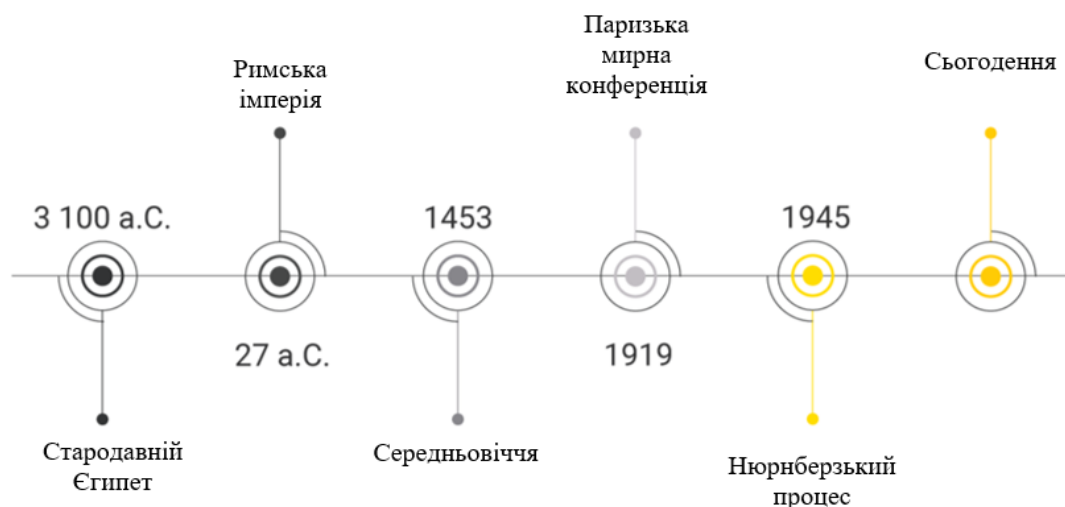 Паризька
мирна
конференція
Римська
імперія
Сьогодення
3 100 a.C.
1453
1945
27 a.C.
1919
Стародавній
Єгипет
Середньовіччя
Нюрнберзький
процес